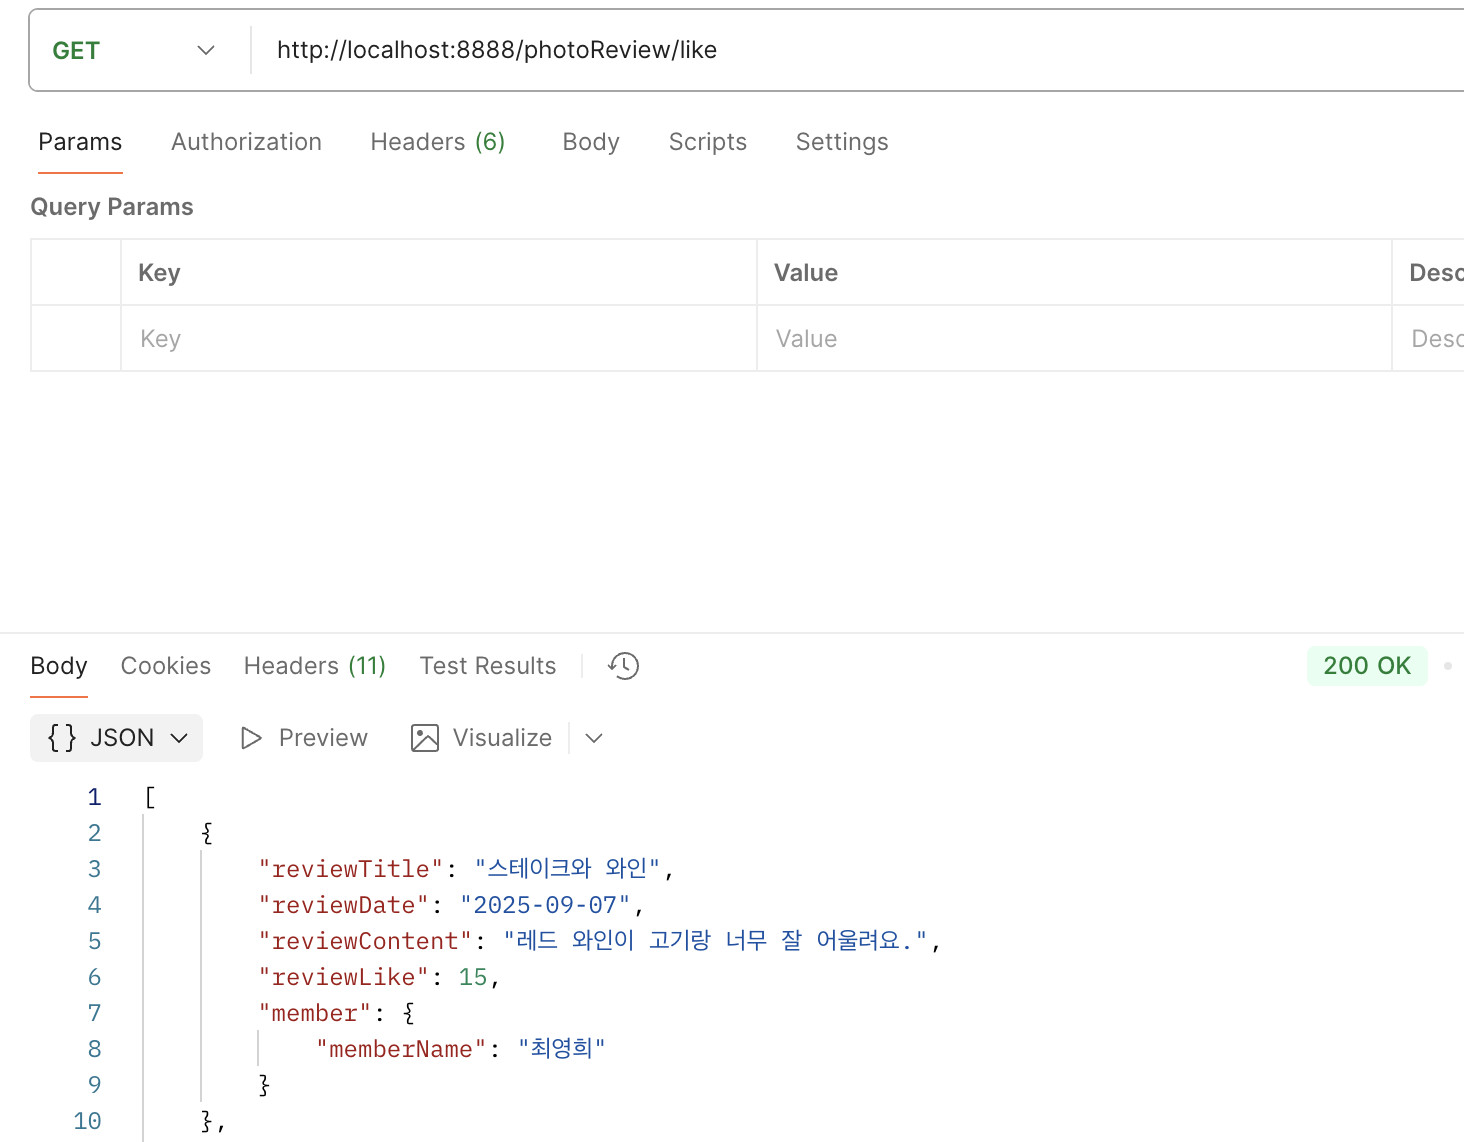 GET http://localhost:8888/photoReview/like
Params Authorization Headers (6) Body Scripts Settings
Query Params
Key Value Desc
Key Value Desc
Body Cookies Headers (11) Test Results 200 OK
{} JSON Preview Visualize
1 [
2 {
3 "reviewTitle": "스테이크와 와인",
4 "reviewDate": "2025-09-07",
5 "reviewContent": "레드 와인이 고기랑 너무 잘 어울려요.",
6 "reviewLike": 15,
7 "member": {
8 "memberName": "최영희"
9 }
10 },